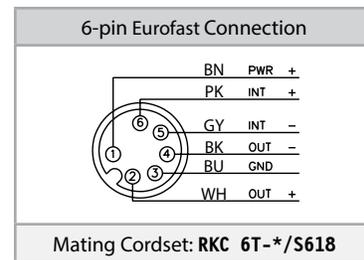 6-pin Eurofast Connection
BN PWR +
PK INT +
GY INT –
BK OUT –
BU GND
WH OUT +
6
5
1
4
3
2
Mating Cordset: RKC 6T-*/S618